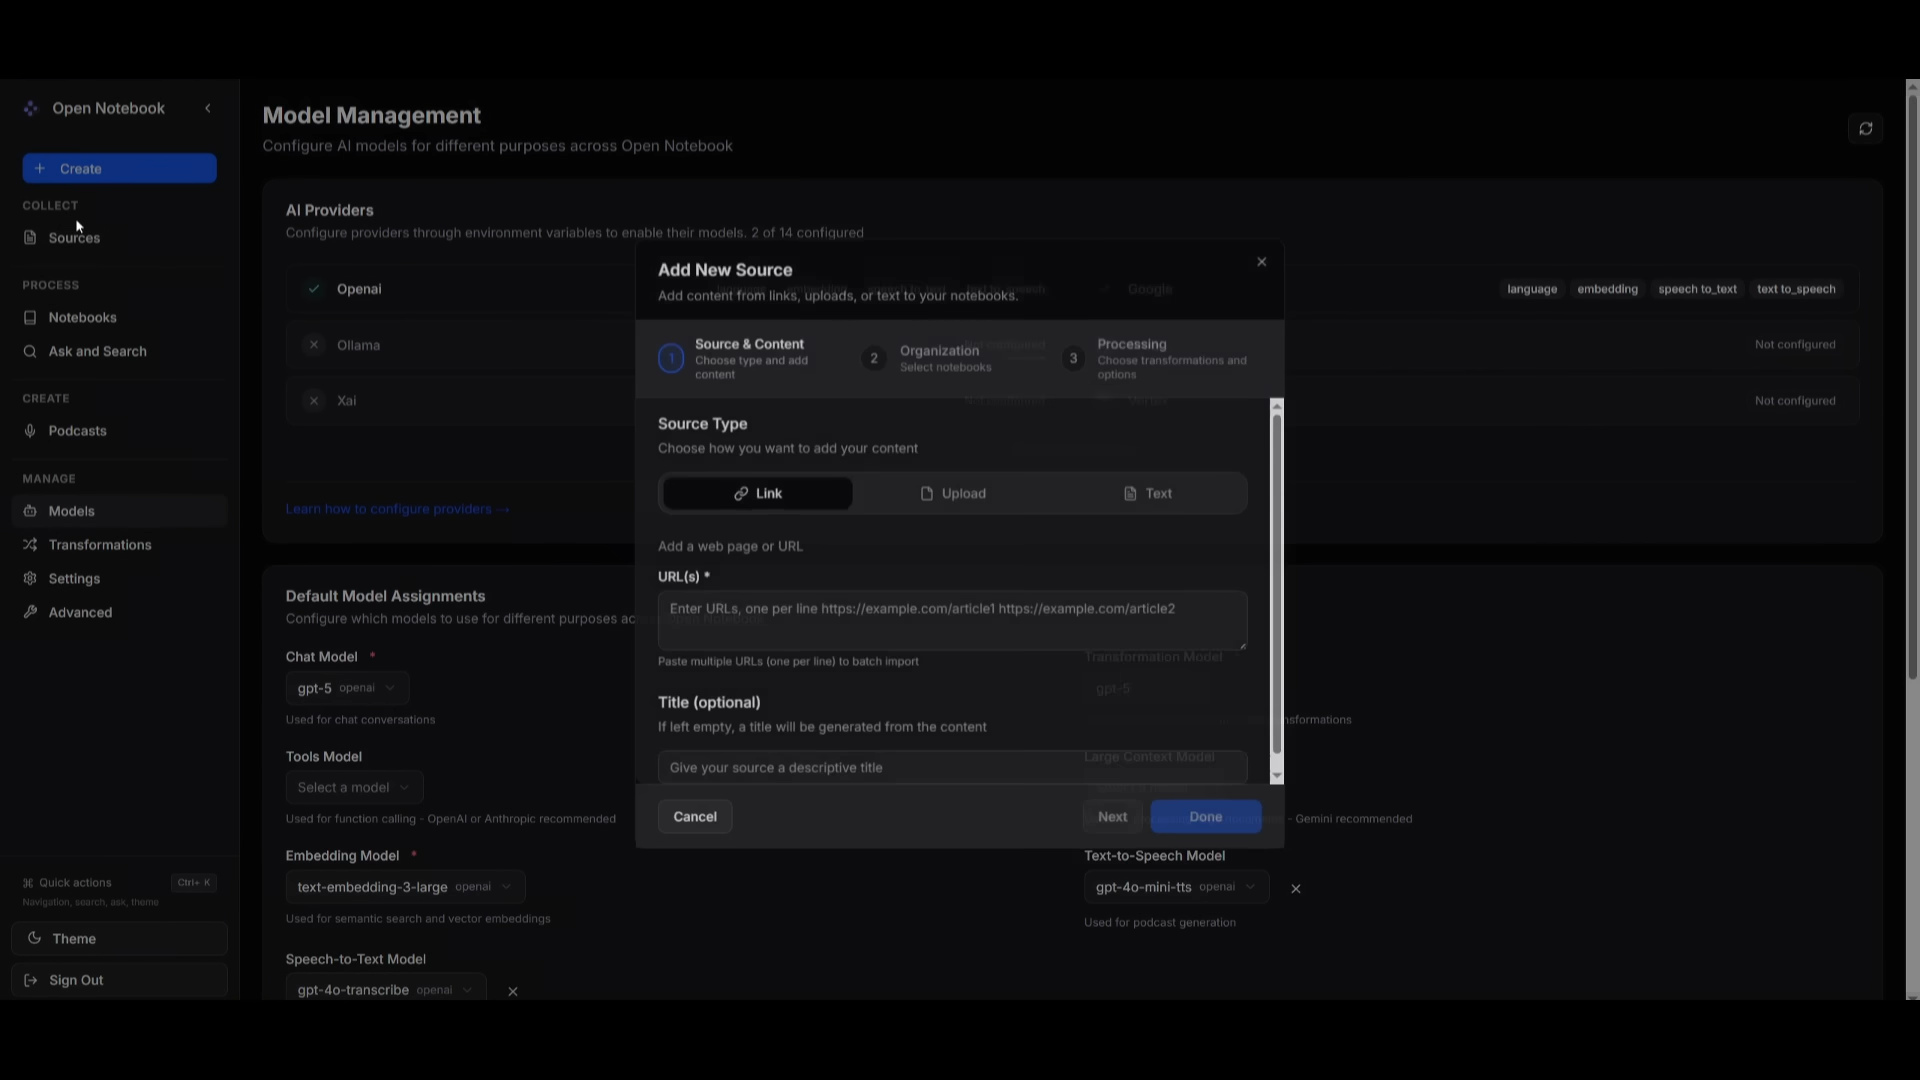 Open Notebook
Create
COLLECT
Sources
PROCESS
Notebooks
Ask and Search
CREATE
Podcasts
MANAGE
Models
Transformations
Settings
Advanced
Quick actions
Ctrl+ K
Navigation, search, ask, theme
Theme
Sign Out
Model Management
Configure AI models for different purposes across Open Notebook
AI Providers
Configure providers through environment variables to enable their models. 2 of 14 configured
Openai
Google
language embedding speech to_text text to_speech
Ollama
Not configured
Xai
Vertex
Not configured
Learn how to configure providers →
Default Model Assignments
Configure which models to use for different purposes across Open Notebook
Chat Model *
gpt-5 openai
Used for chat conversations
Transformation Model
gpt-5
Tools Model
Select a model
Used for function calling - OpenAI or Anthropic recommended
Large Context Model
- Gemini recommended
Embedding Model *
text-embedding-3-large openai
Used for semantic search and vector embeddings
Text-to-Speech Model
gpt-4o-mini-tts openai
Used for podcast generation
Speech-to-Text Model
gpt-4o-transcribe openai
Add New Source
Add content from links, uploads, or text to your notebooks.
1
Source & Content
Choose type and add
content
2
Organization
Select notebooks
3
Processing
Choose transformations and
options
Source Type
Choose how you want to add your content
Link
Upload
Text
Add a web page or URL
URL(s) *
Enter URLs, one per line https://example.com/article1 https://example.com/article2
Paste multiple URLs (one per line) to batch import
Title (optional)
If left empty, a title will be generated from the content
Give your source a descriptive title
Cancel
Next
Done